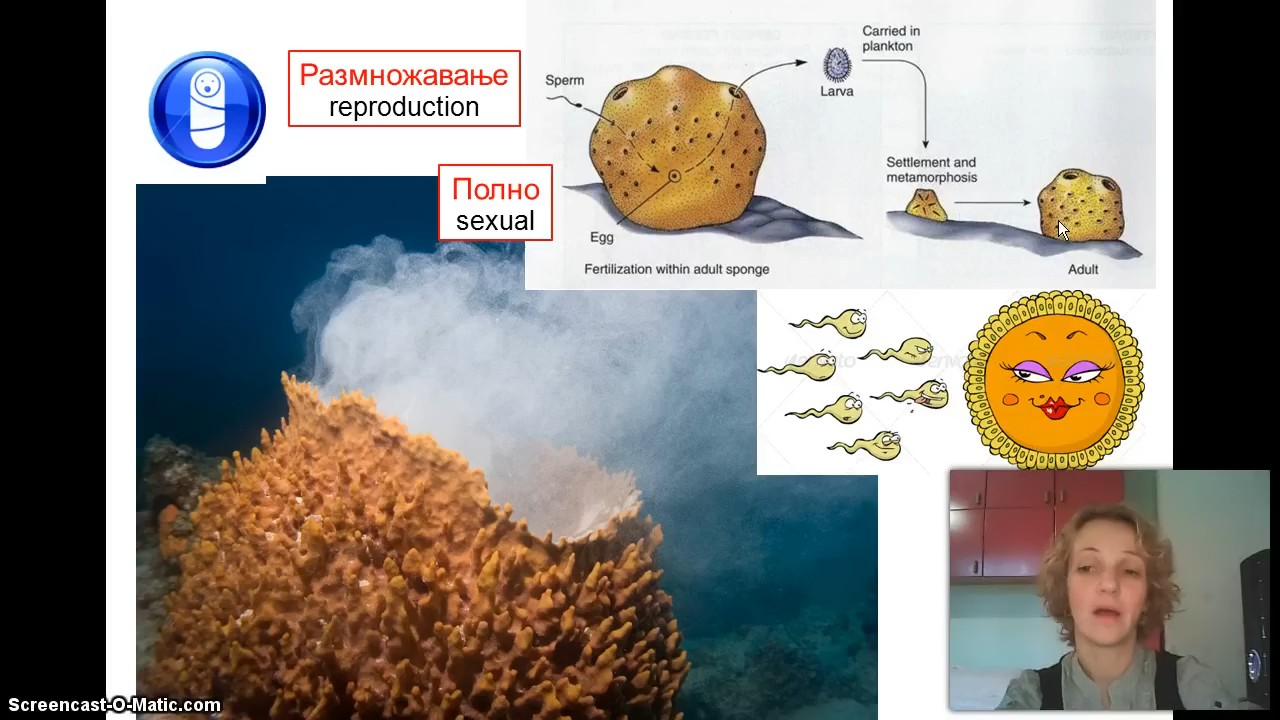 Размножавање
reproduction
Полно
sexual
Sperm
Egg
Fertilization within adult sponge
Larva
Carried in
plankton
Settlement and
metamorphosis
Adult
Screencast-O-Matic.com